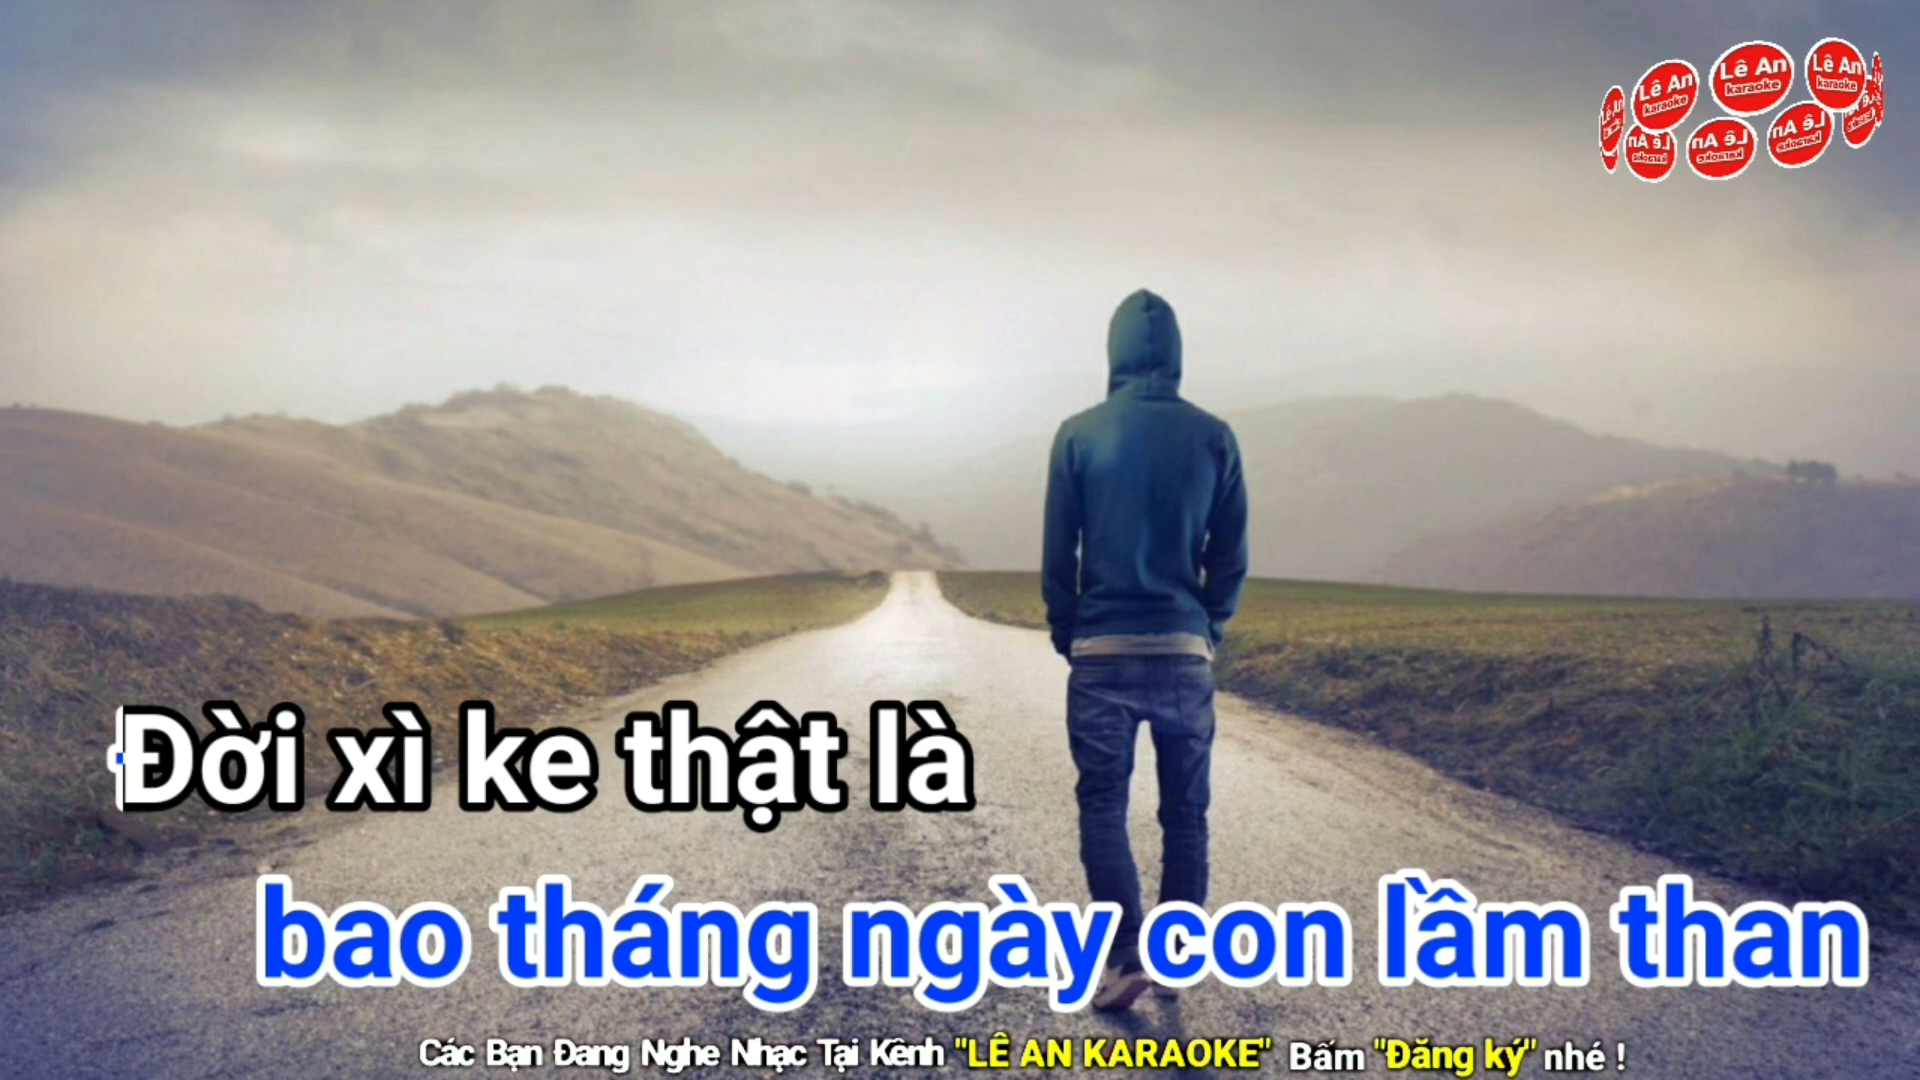 Lê An Lê An Lê An
karaoke karaoke karaoke
Lê An Lê An Lê An
karaoke karaoke karaoke
Đời xì ke thật là
bao tháng ngày con lầm than
Các Bạn Đang Nghe Nhạc Tại Kênh "LÊ AN KARAOKE" Bấm "Đăng ký" nhé !